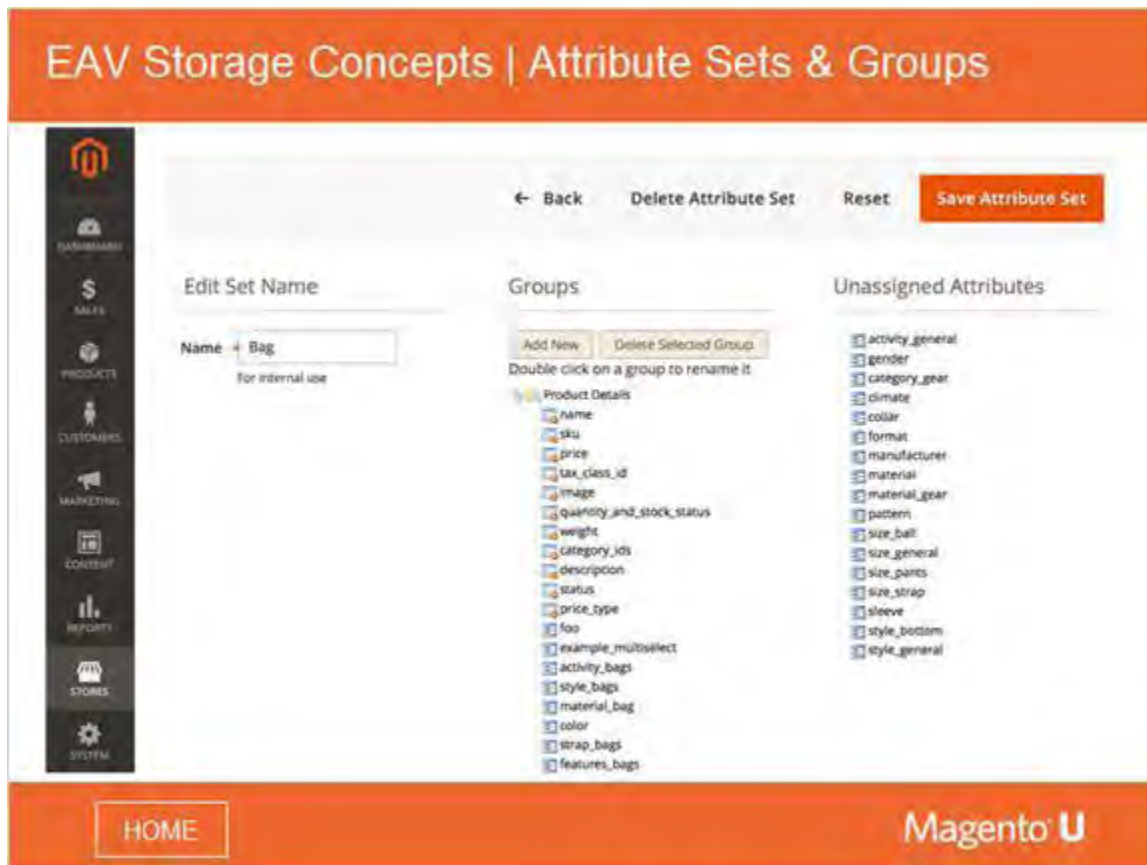 EAV Storage Concepts | Attribute Sets & Groups
← Back Delete Attribute Set Reset Save Attribute Set
DASHBOARD
SALES
PRODUCTS
CUSTOMERS
MARKETING
CONTENT
REPORTS
STORES
SYSTEM
Edit Set Name
Name * Bag
For internal use
Groups
Add New Delete Selected Group
Double click on a group to rename it
Product Details
name
sku
price
tax_class_id
image
quantity_and_stock_status
weight
category_ids
description
status
price_type
foo
example_multiselect
activity_bags
style_bags
material_bag
color
strap_bags
features_bags
Unassigned Attributes
activity_general
gender
category_gear
climate
collar
format
manufacturer
material
material_gear
pattern
size_ball
size_general
size_pants
size_strap
sleeve
style_bottom
style_general
HOME
Magento U